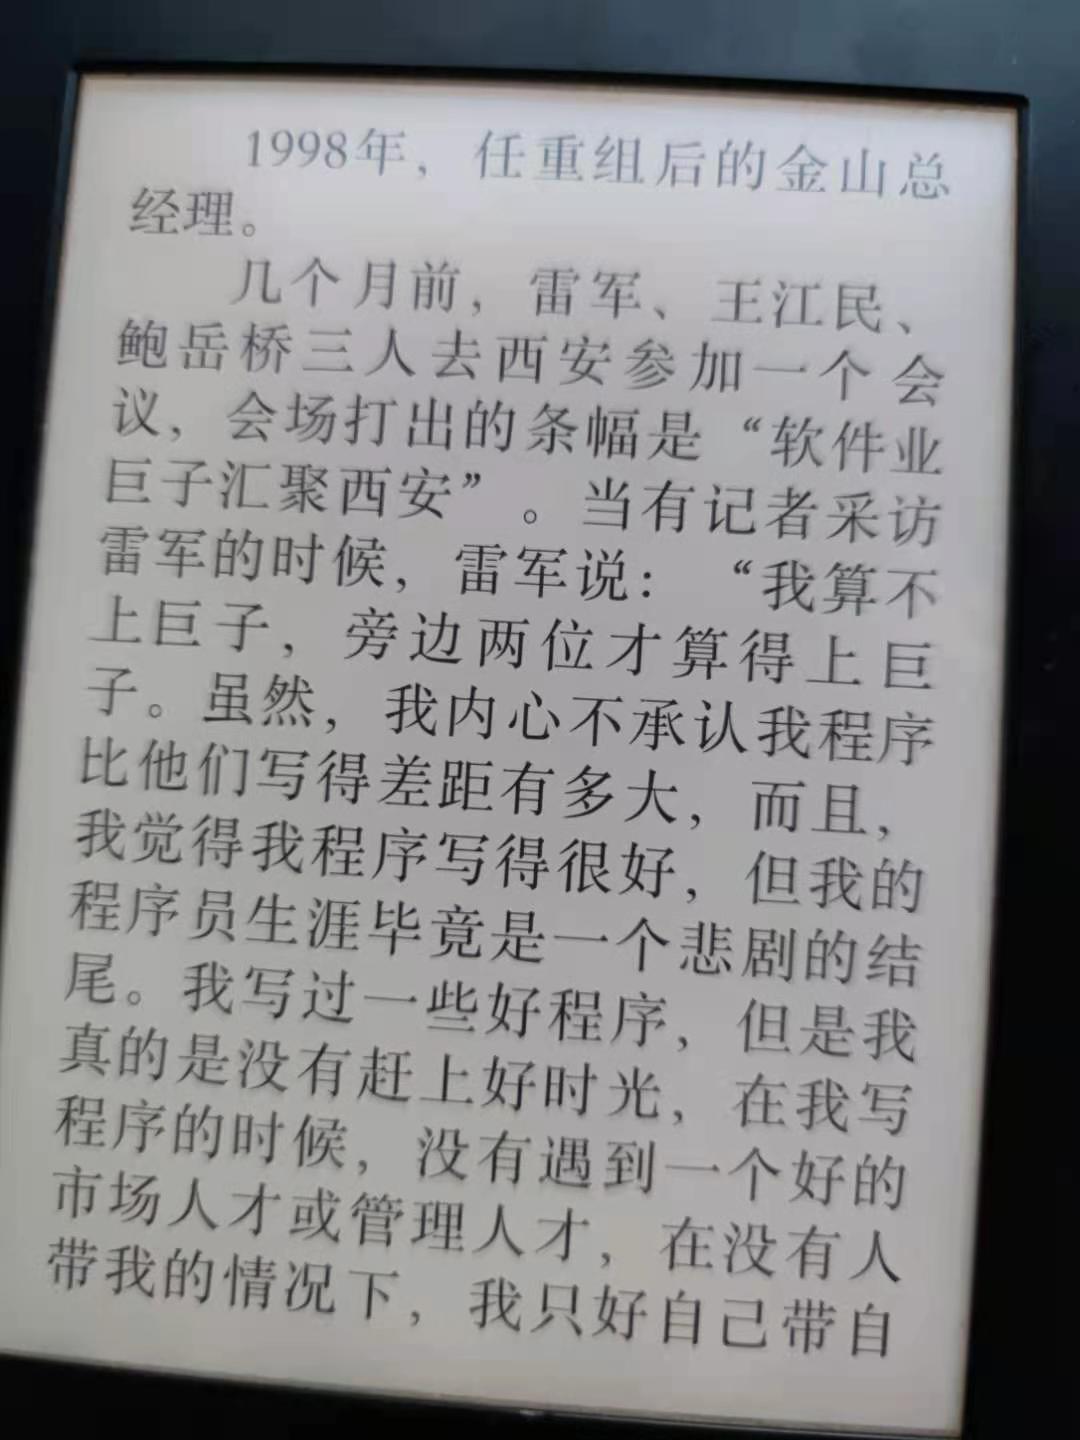 1998年，任重组后的金山总
经理。
几个月前，雷军、王江民、
鲍岳桥三人去西安参加一个会
议，会场打出的条幅是“软件业
巨子汇聚西安”。当有记者采访
雷军的时候，雷军说：“我算不
上巨子，旁边两位才算得上巨
子。虽然，我内心不承认我程序
比他们写得差距有多大，而且，
我觉得我程序写得很好，但我的
程序员生涯毕竟是一个悲剧的结
尾。我写过一些好程序，但是我
真的是没有赶上好时光，在我写
程序的时候，没有遇到一个好的
市场人才或管理人才，在没有人
带我的情况下，我只好自己带自